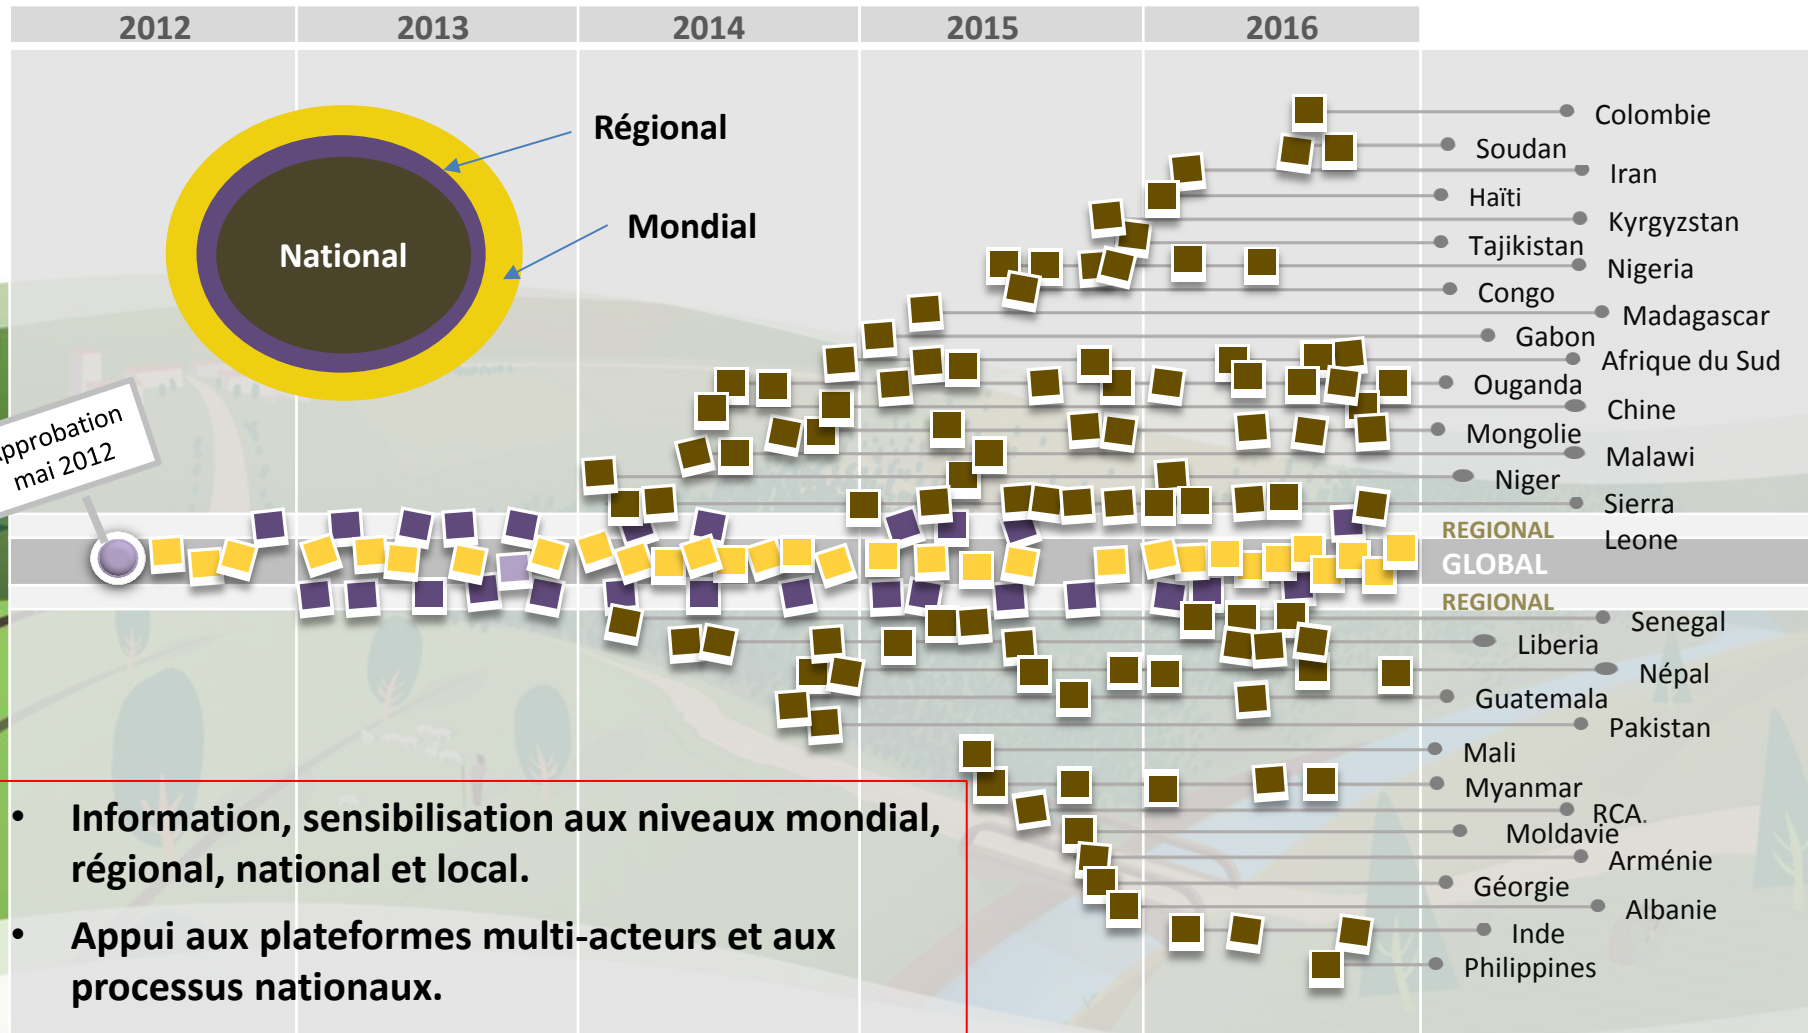 2012 2013 2014 2015 2016
Régional
Mondial
National
Approbation
mai 2012
Colombie
Soudan
Iran
Haïti
Kyrgyzstan
Tajikistan
Nigeria
Congo
Madagascar
Gabon
Afrique du Sud
Ouganda
Chine
Mongolie
Malawi
Niger
Sierra
Leone
REGIONAL
GLOBAL
REGIONAL
Senegal
Liberia
Népal
Guatemala
Pakistan
Mali
Myanmar
RCA.
Moldavie
Arménie
Géorgie
Albanie
Inde
Philippines
• Information, sensibilisation aux niveaux mondial,
régional, national et local.
• Appui aux plateformes multi-acteurs et aux
processus nationaux.